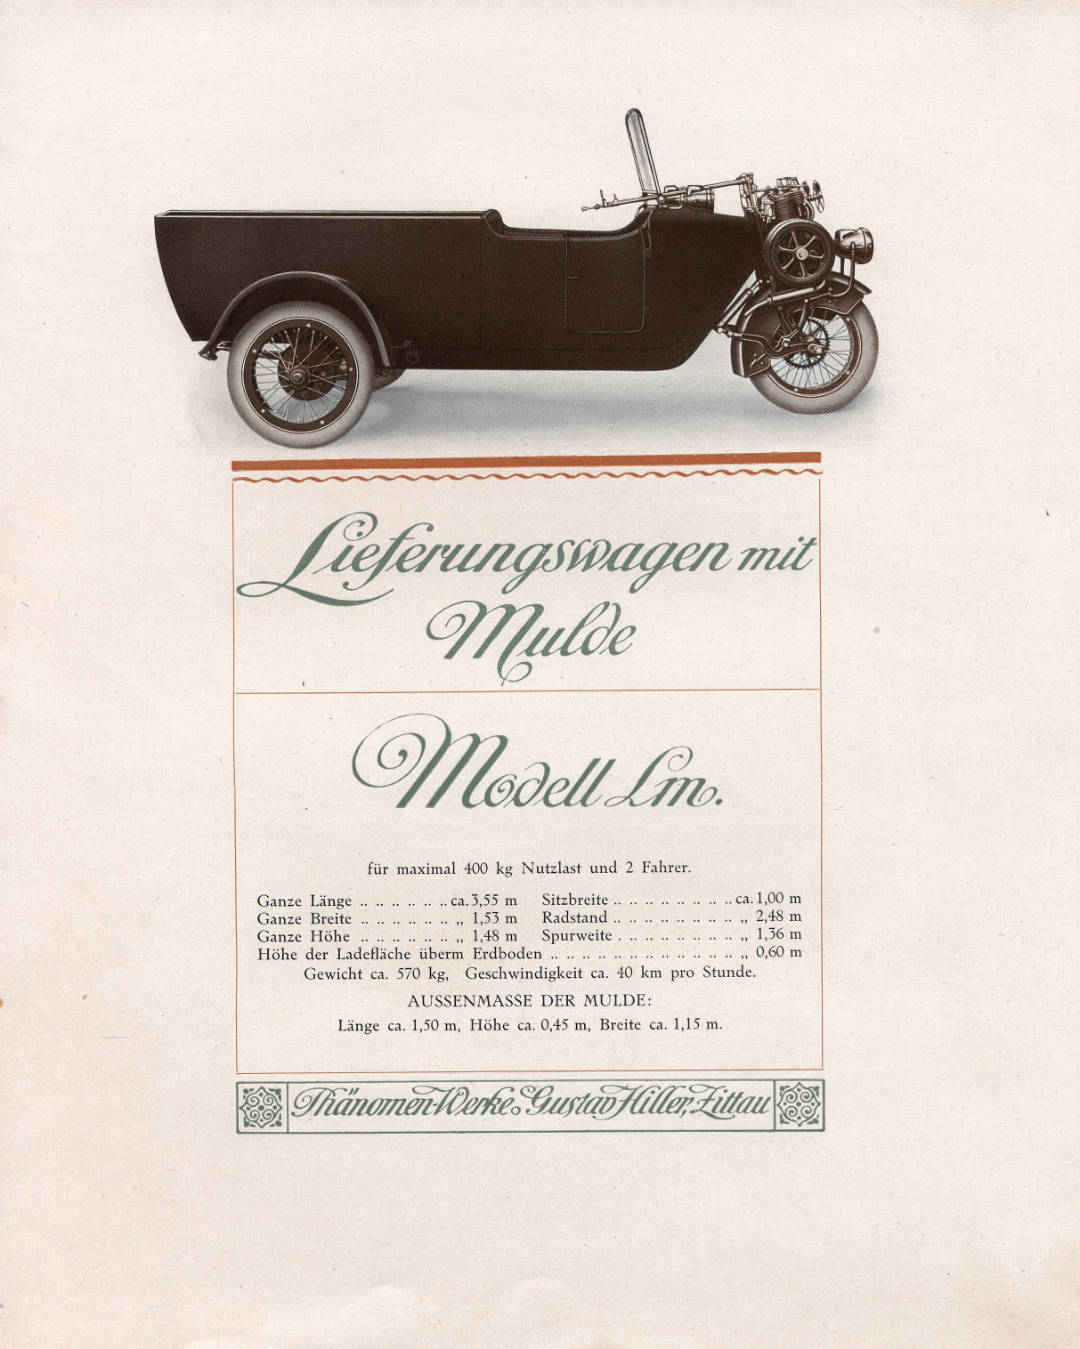 Lieferungswagen mit
Mulde
Modell Lm.
für maximal 400 kg Nutzlast und 2 Fahrer.
Ganze Länge .. .. .. .. .. .. ca. 3,55 m Sitzbreite .. .. .. .. .. .. .. ca. 1,00 m
Ganze Breite .. .. .. .. .. .. „ 1,53 m Radstand .. .. .. .. .. .. .. „ 2,48 m
Ganze Höhe .. .. .. .. .. .. „ 1,48 m Spurweite . .. .. .. .. .. .. „ 1,36 m
Höhe der Ladefläche überm Erdboden .. .. .. .. .. .. .. .. .. .. „ 0,60 m
Gewicht ca. 570 kg, Geschwindigkeit ca. 40 km pro Stunde.
AUSSENMASSE DER MULDE:
Länge ca. 1,50 m, Höhe ca. 0,45 m, Breite ca. 1,15 m.
Phänomen-Werke. Gustav Hiller, Zittau